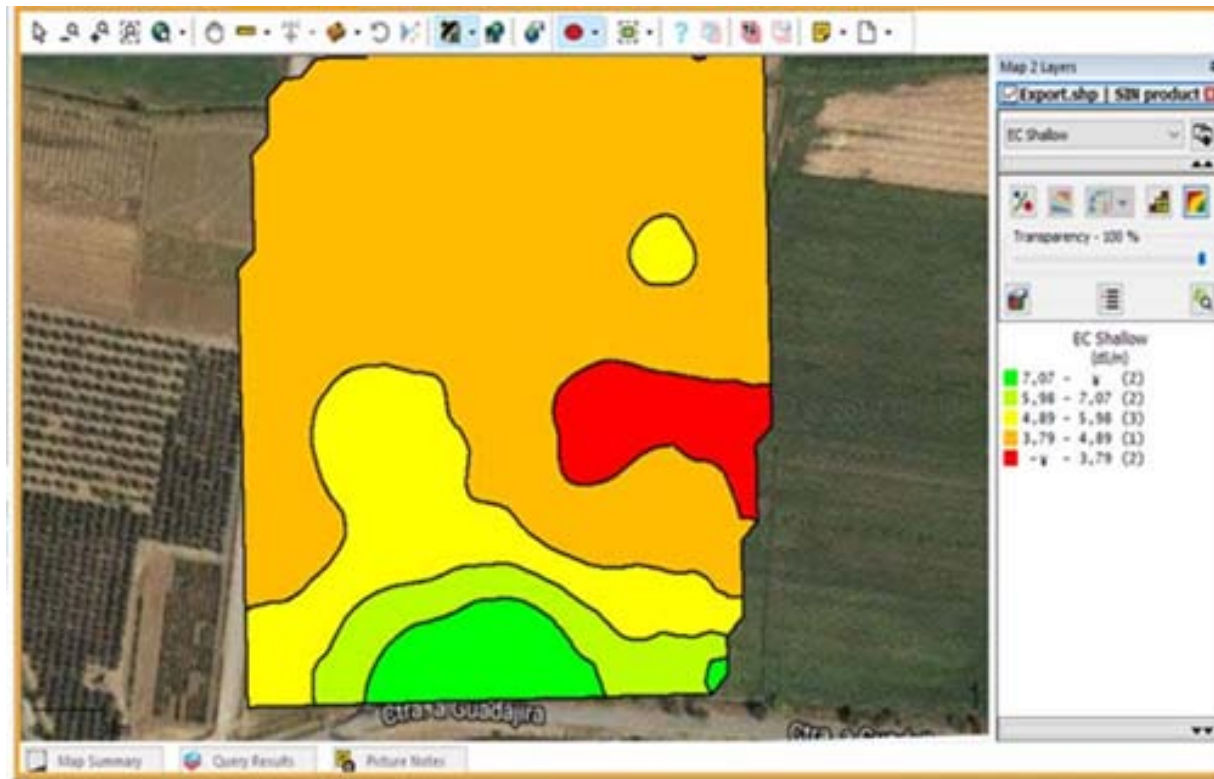 Map 2 Layers
Export.shp | SIN product
EC Shallow
Transparency - 100 %
EC Shallow
(dS/m)
7,07 - ¥ (2)
5,98 - 7,07 (2)
4,89 - 5,98 (3)
3,79 - 4,89 (1)
-¥ - 3,79 (2)
Ctra. a Guadajira
Ctra. a Guadajira
Map Summary
Query Results
Picture Notes